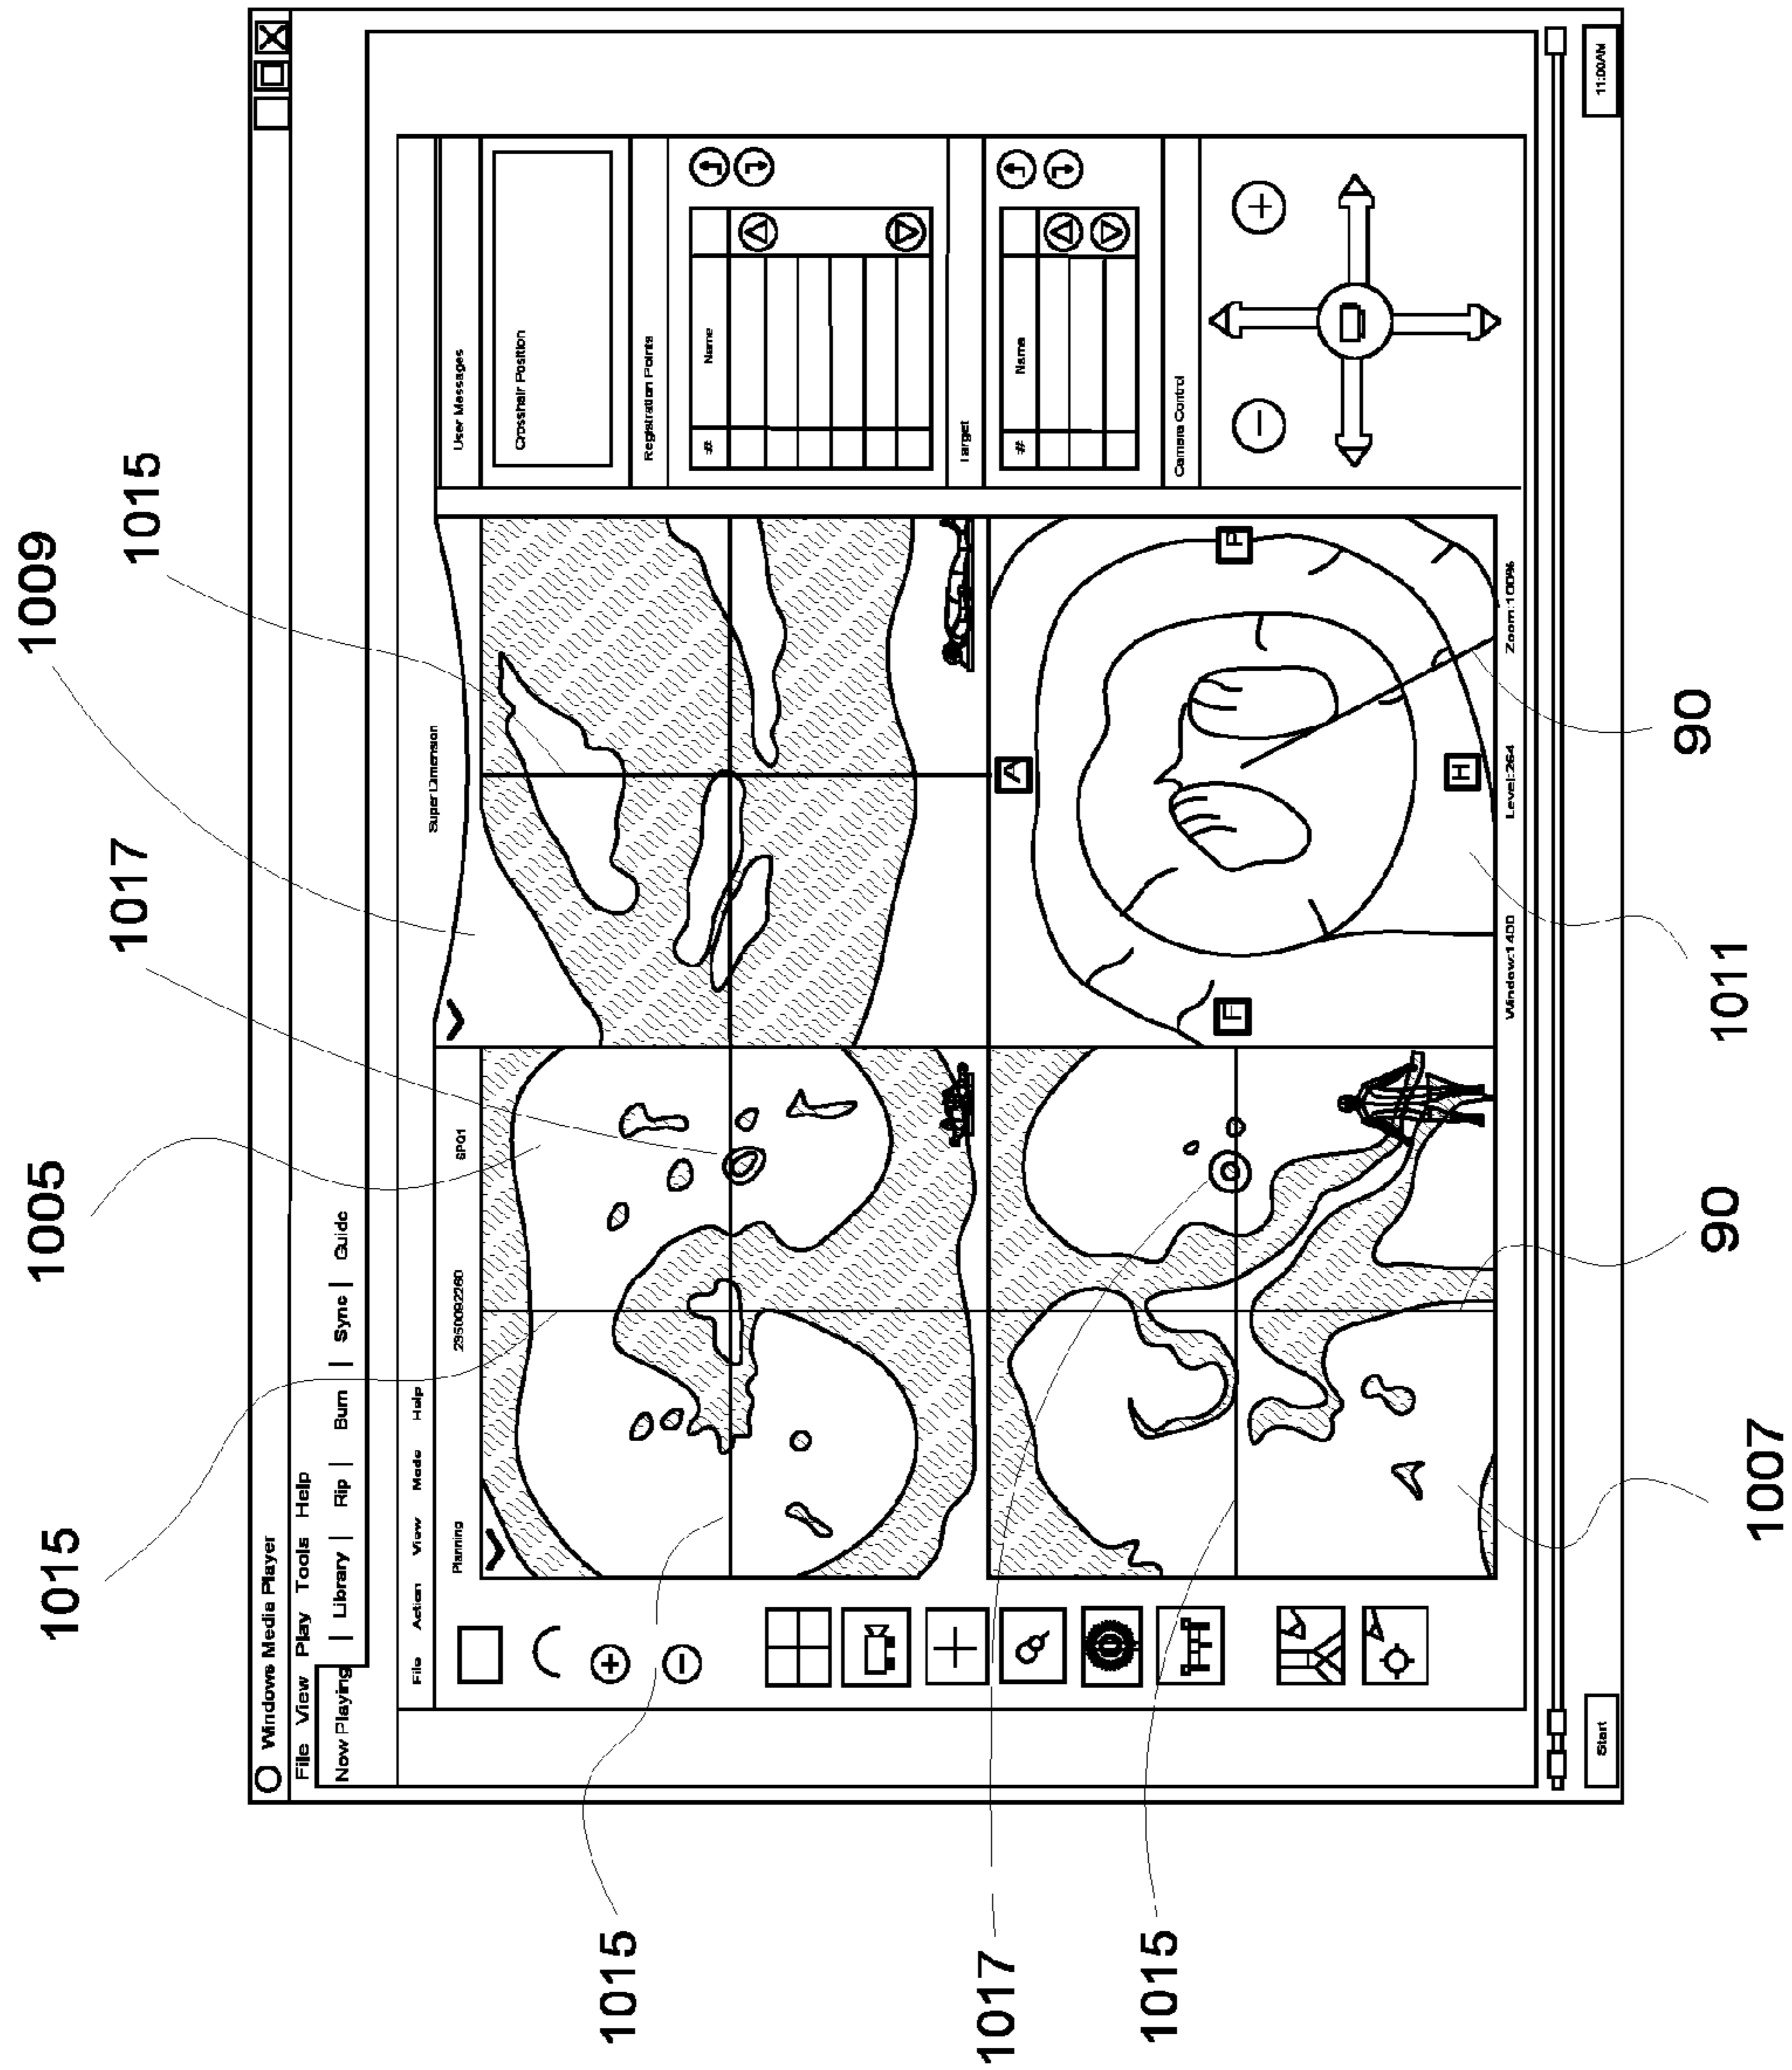 Windows Media Player
File View Play Tools Help
Now Playing | Library | Rip | Burn | Sync | Guide
File Action View Mode Help
Planning 2350092260 SP01 Super Dimension
User Messages
Crosshair Position
Registration Points
# Name
Target
# Name
Camera Control
A
F
P
H
Window:1400 Level:264 Zoom:100%
Start 11:00AM
1015
1005
1017
1009
1015
1015
1017
1015
1007
90
1011
90